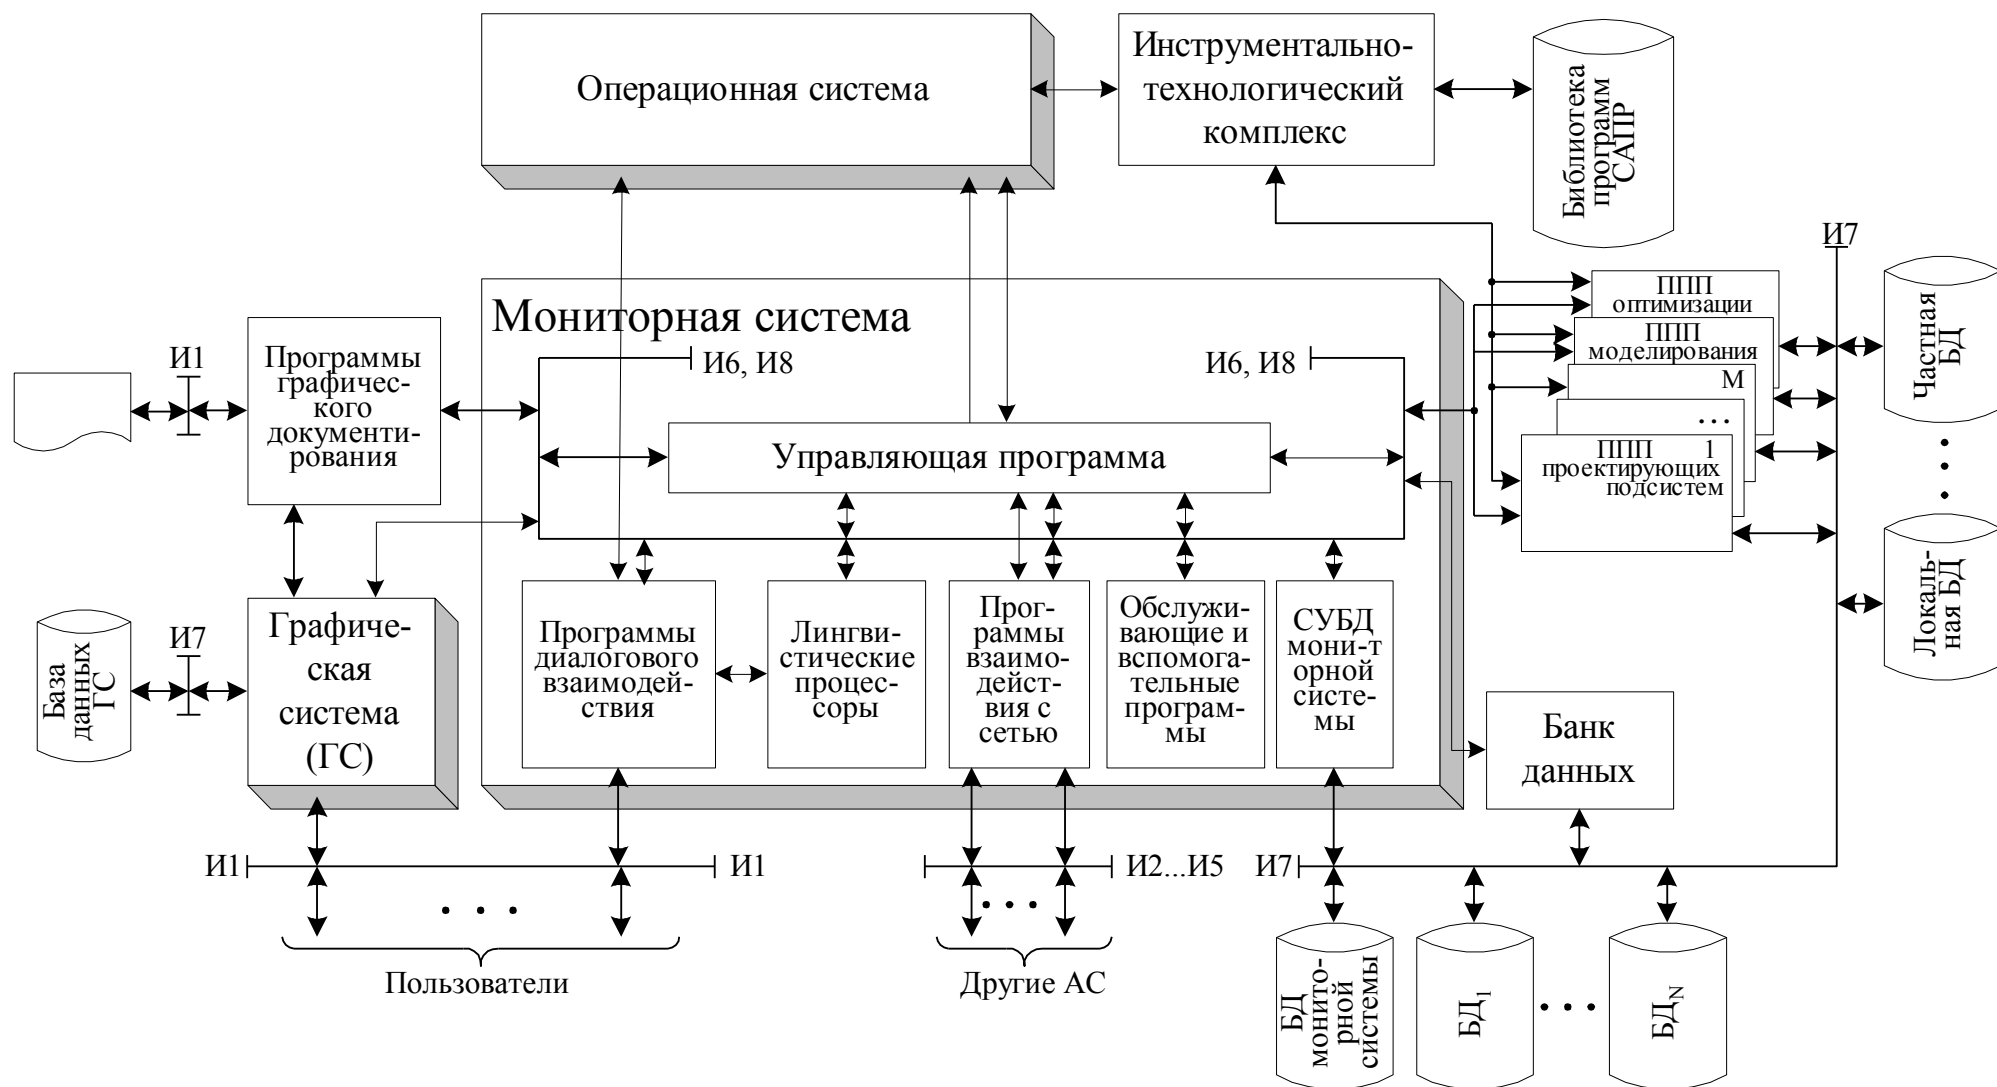 Операционная система
Инструментально-
технологический
комплекс
Библиотека
программ
САПР
И7
Мониторная система
ППП
оптимизации
ППП
моделирования
М
...
ППП 1
проектирующих
подсистем
Частная
БД
И1
Программы
графичес-
кого
документи-
рования
И6, И8
И6, И8
Управляющая программа
Локаль-
ная БД
База
данных
ГС
И7
Графиче-
ская
система
(ГС)
Программы
диалогового
взаимодей-
ствия
Лингви-
стические
процес-
соры
Прог-
раммы
взаимо-
дейст-
вия с
сетью
Обслужи-
вающие и
вспомога-
тельные
програм-
мы
СУБД
мони-т
орной
систе-
мы
Банк
данных
И1
И1
И2...И5
И7
. . .
. . .
Пользователи
Другие АС
БД
монито-
рной
системы
БД1
. . .
БДN